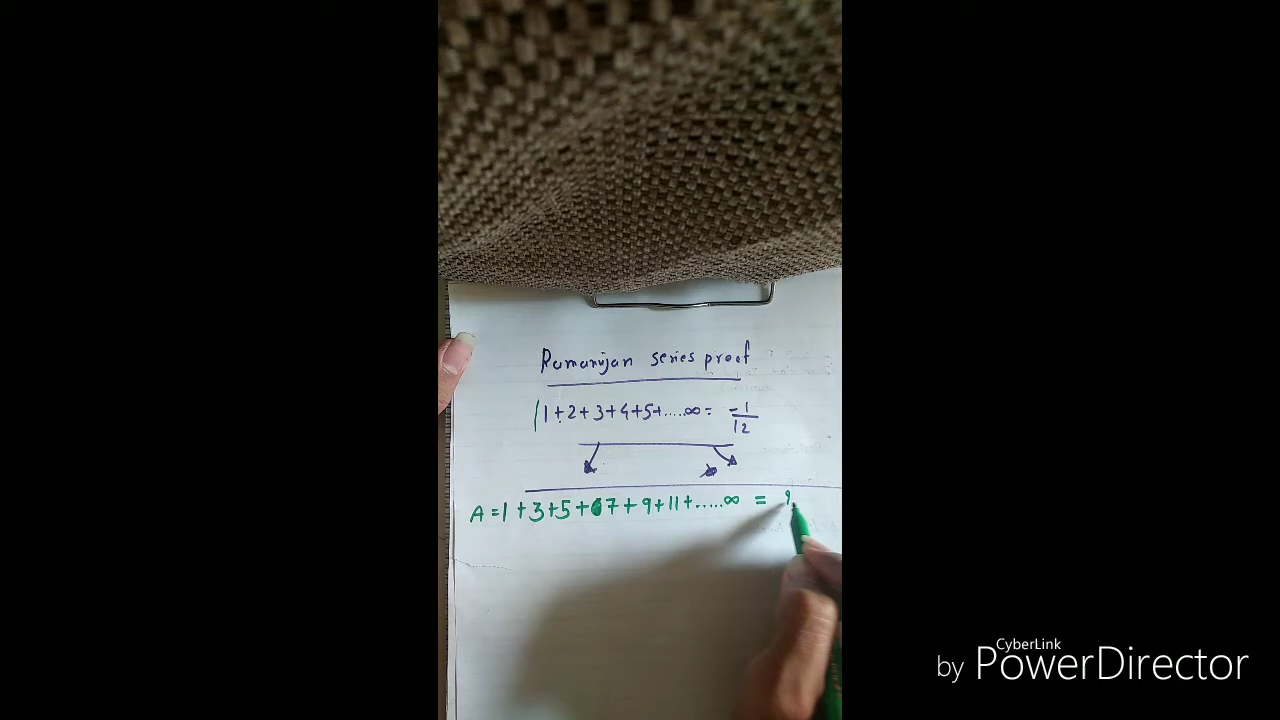 Ramanujan series proof
1+2+3+4+5+....∞ = -1/12
A=1+3+5+7+9+11+.....∞ =
CyberLink
by PowerDirector